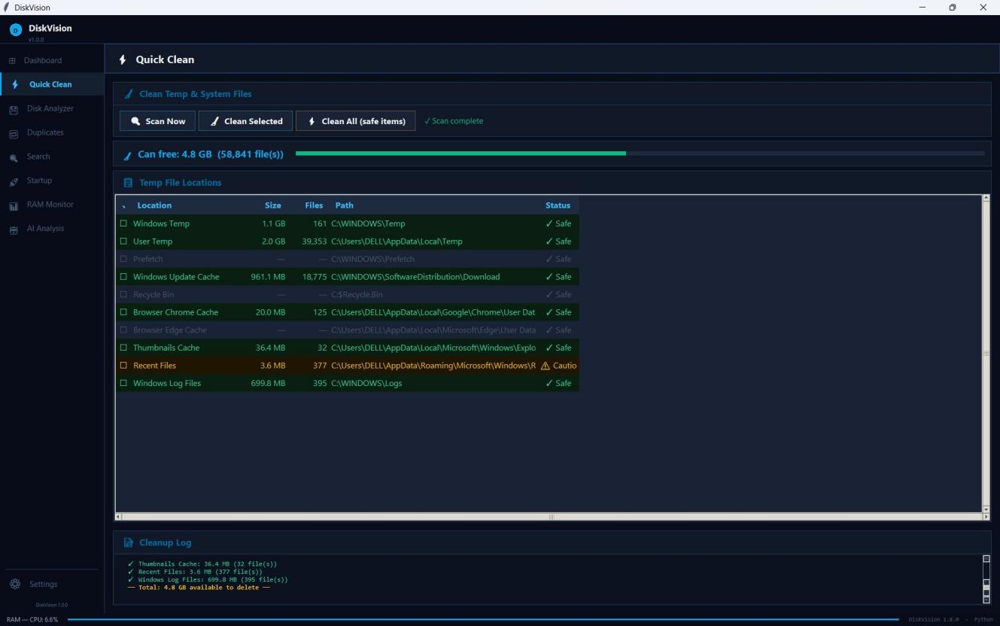 DiskVision
D
DiskVision
v1.0.0
Dashboard
Quick Clean
Disk Analyzer
Duplicates
Search
Startup
RAM Monitor
AI Analysis
Settings
DiskVision 1.0.0
Quick Clean
Clean Temp & System Files
Scan Now Clean Selected Clean All (safe items) ✓ Scan complete
Can free: 4.8 GB (58,841 file(s))
Temp File Locations
Location Size Files Path Status
Windows Temp 1.1 GB 161 C:\WINDOWS\Temp ✓ Safe
User Temp 2.0 GB 39,353 C:\Users\DELL\AppData\Local\Temp ✓ Safe
Prefetch — — C:\WINDOWS\Prefetch ✓ Safe
Windows Update Cache 961.1 MB 18,775 C:\WINDOWS\SoftwareDistribution\Download ✓ Safe
Recycle Bin — — C:$Recycle.Bin ✓ Safe
Browser Chrome Cache 20.0 MB 125 C:\Users\DELL\AppData\Local\Google\Chrome\User Dat ✓ Safe
Browser Edge Cache — — C:\Users\DELL\AppData\Local\Microsoft\Edge\User Data ✓ Safe
Thumbnails Cache 36.4 MB 32 C:\Users\DELL\AppData\Local\Microsoft\Windows\Explo ✓ Safe
Recent Files 3.6 MB 377 C:\Users\DELL\AppData\Roaming\Microsoft\Windows\R ⚠ Cautio
Windows Log Files 699.8 MB 395 C:\WINDOWS\Logs ✓ Safe
Cleanup Log
✓ Thumbnails Cache: 36.4 MB (32 file(s))
✓ Recent Files: 3.6 MB (377 file(s))
✓ Windows Log Files: 699.8 MB (395 file(s))
── Total: 4.8 GB available to delete ──
RAM — CPU: 6.6%
DiskVision 1.0.0 - Python